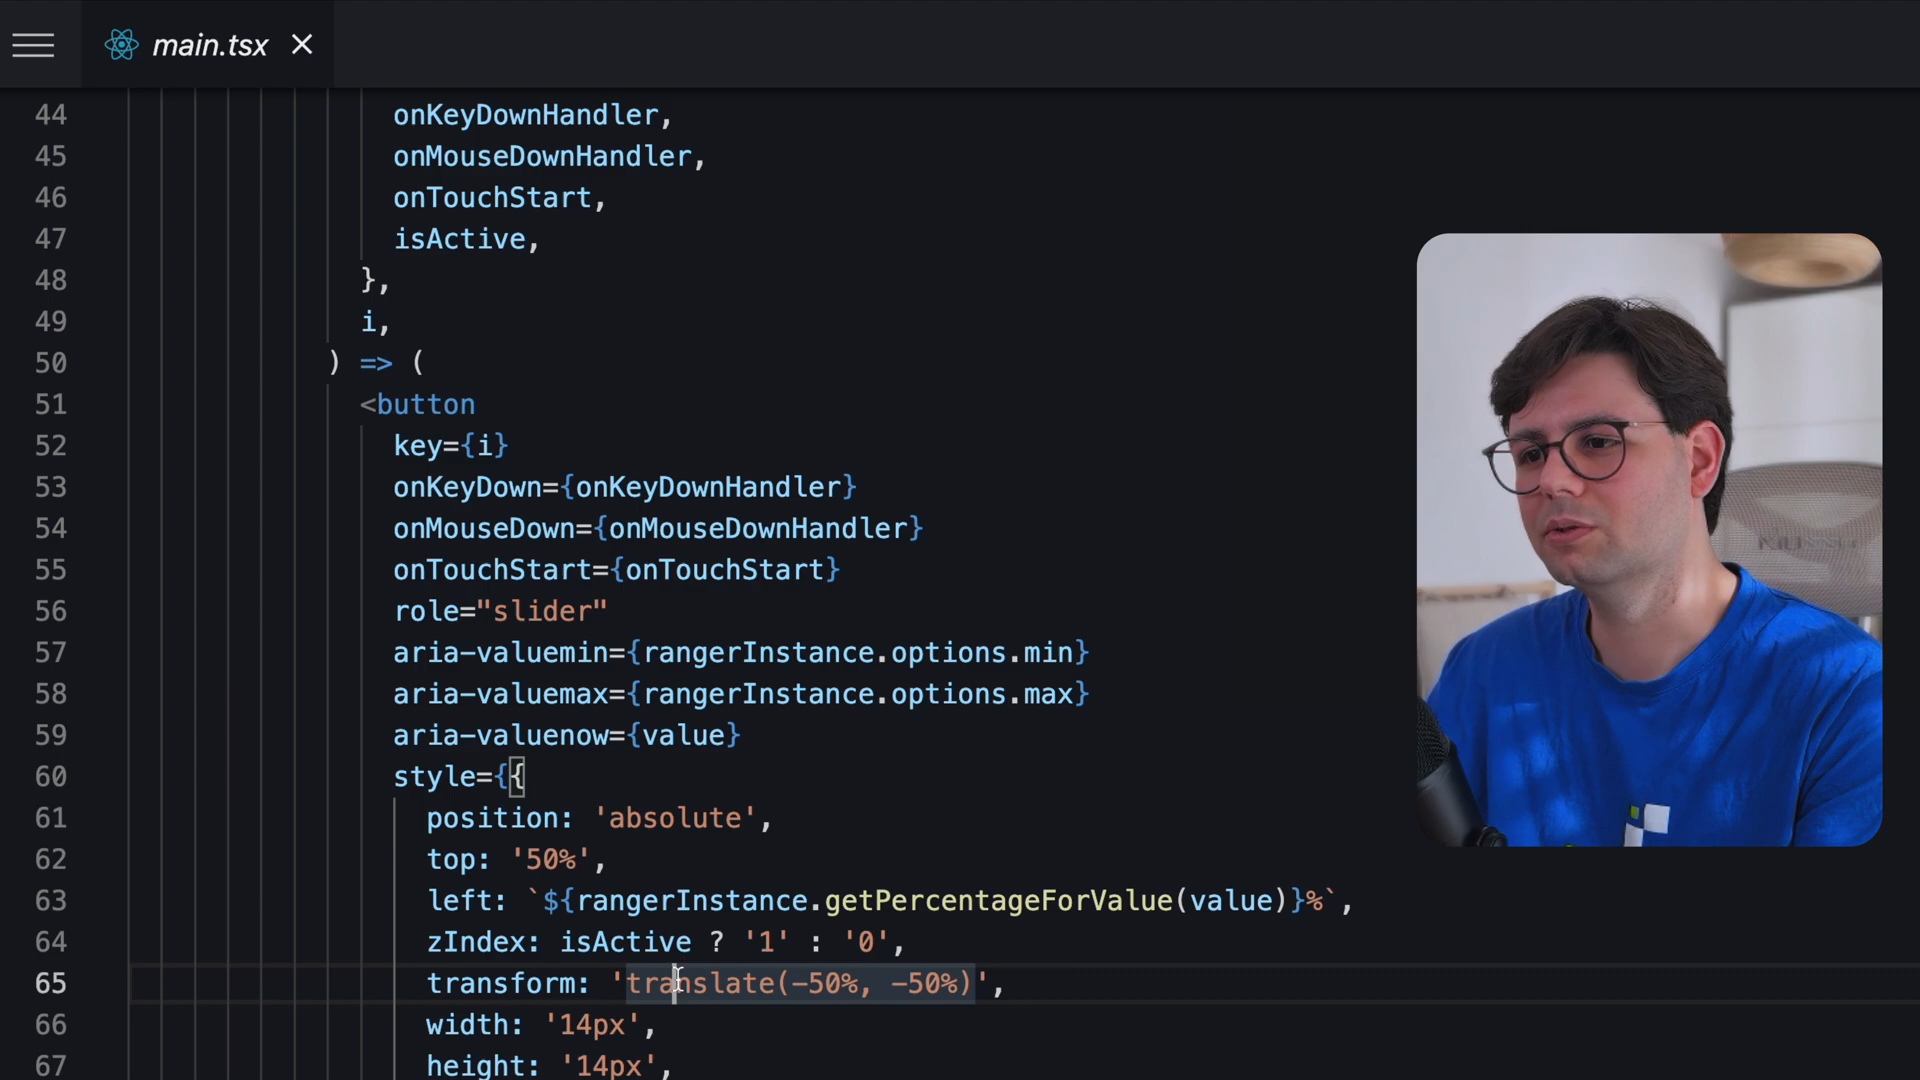 main.tsx
44 onKeyDownHandler,
45 onMouseDownHandler,
46 onTouchStart,
47 isActive,
48 },
49 i,
50 ) => (
51 <button
52 key={i}
53 onKeyDown={onKeyDownHandler}
54 onMouseDown={onMouseDownHandler}
55 onTouchStart={onTouchStart}
56 role="slider"
57 aria-valuemin={rangerInstance.options.min}
58 aria-valuemax={rangerInstance.options.max}
59 aria-valuenow={value}
60 style={{
61 position: 'absolute',
62 top: '50%',
63 left: `${rangerInstance.getPercentageForValue(value)}%`,
64 zIndex: isActive ? '1' : '0',
65 transform: 'translate(-50%, -50%)',
66 width: '14px',
67 height: '14px',